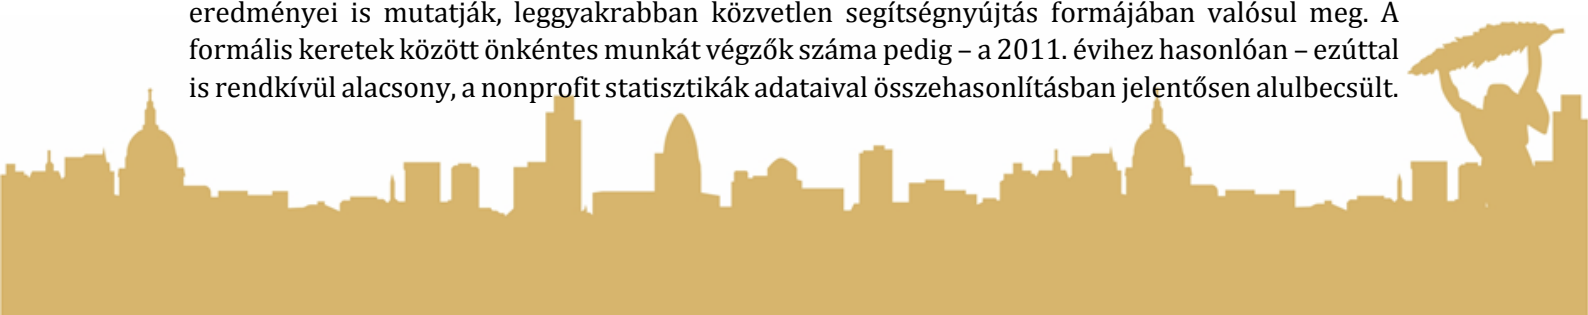 eredményei is mutatják, leggyakrabban közvetlen segítségnyújtás formájában valósul meg. A
formális keretek között önkéntes munkát végzők száma pedig – a 2011. évihez hasonlóan – ezúttal
is rendkívül alacsony, a nonprofit statisztikák adataival összehasonlításban jelentősen alulbecsült.